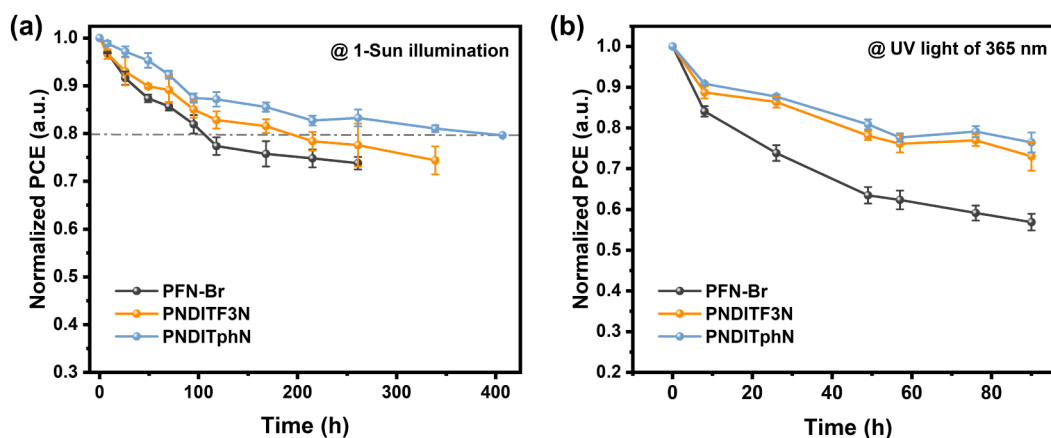 (a)
@ 1-Sun illumination
Normalized PCE (a.u.)
1.0
0.9
0.8
0.7
0.6
0.5
0.4
0.3
PFN-Br
PNDITF3N
PNDITphN
0 100 200 300 400
Time (h)
(b)
@ UV light of 365 nm
Normalized PCE (a.u.)
1.0
0.9
0.8
0.7
0.6
0.5
0.4
0.3
0.2
PFN-Br
PNDITF3N
PNDITphN
0 20 40 60 80
Time (h)